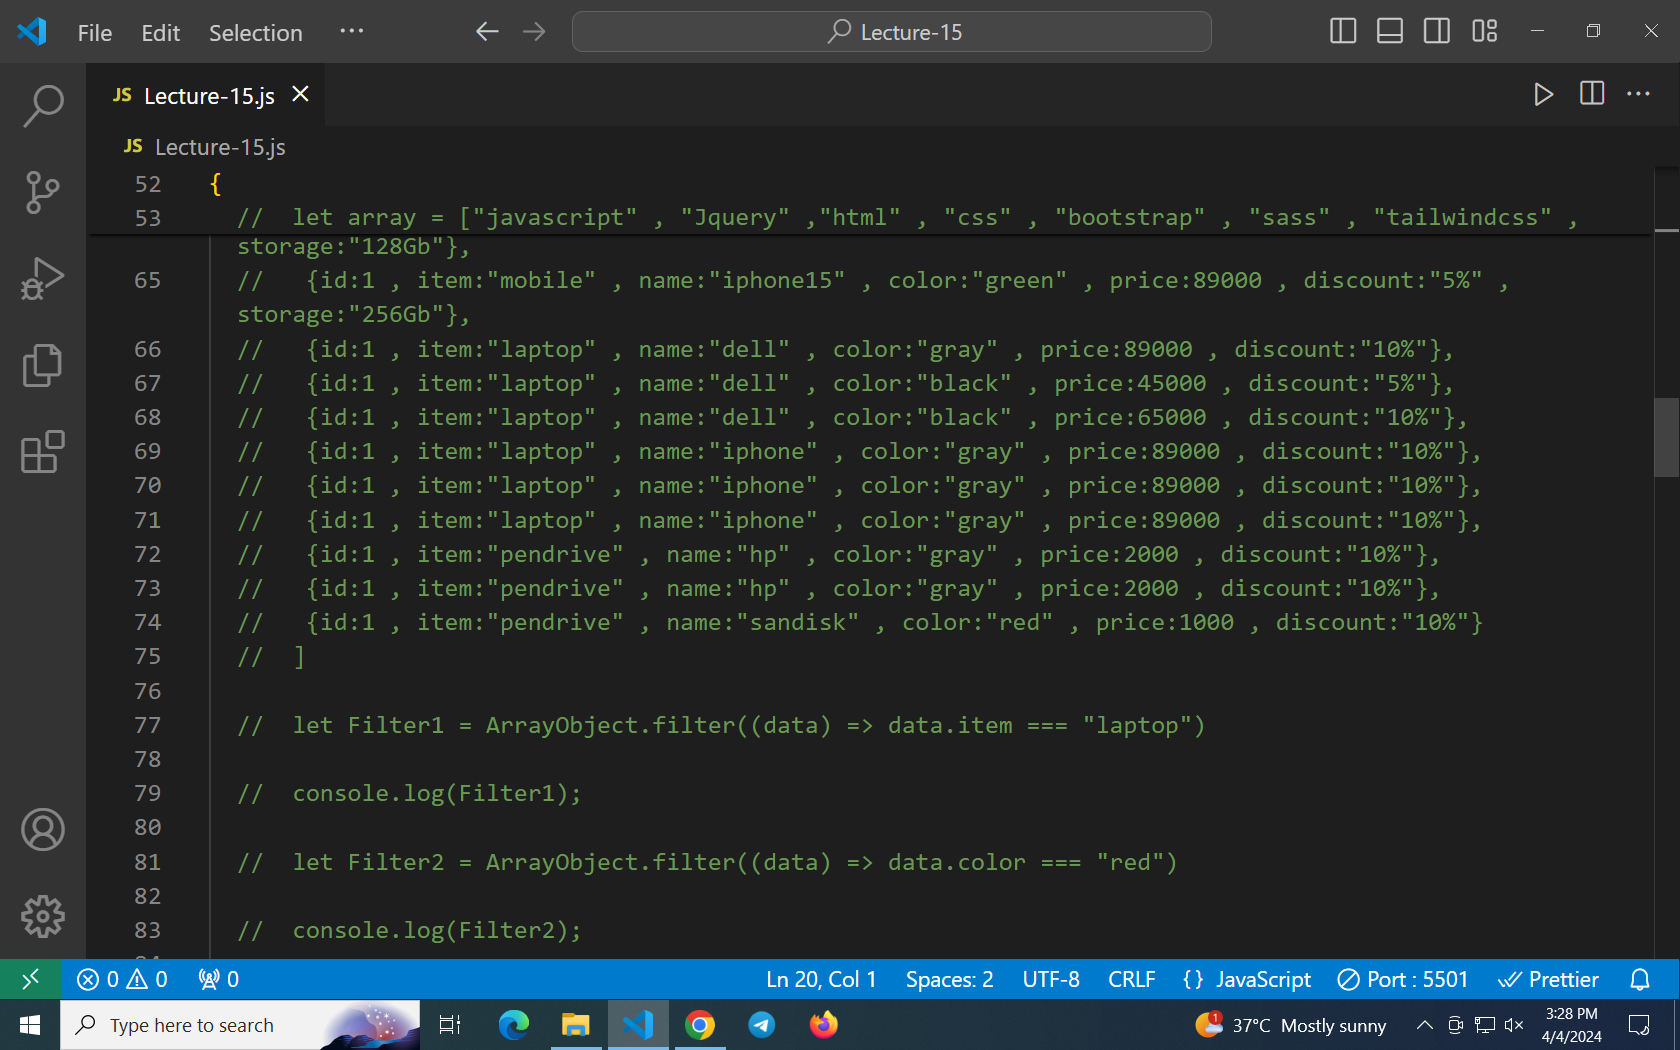 File Edit Selection ···
Lecture-15
JS Lecture-15.js
JS Lecture-15.js
52 {
53 // let array = ["javascript" , "Jquery" ,"html" , "css" , "bootstrap" , "sass" , "tailwindcss" ,
storage:"128Gb"},
65 // {id:1 , item:"mobile" , name:"iphone15" , color:"green" , price:89000 , discount:"5%" ,
storage:"256Gb"},
66 // {id:1 , item:"laptop" , name:"dell" , color:"gray" , price:89000 , discount:"10%"},
67 // {id:1 , item:"laptop" , name:"dell" , color:"black" , price:45000 , discount:"5%"},
68 // {id:1 , item:"laptop" , name:"dell" , color:"black" , price:65000 , discount:"10%"},
69 // {id:1 , item:"laptop" , name:"iphone" , color:"gray" , price:89000 , discount:"10%"},
70 // {id:1 , item:"laptop" , name:"iphone" , color:"gray" , price:89000 , discount:"10%"},
71 // {id:1 , item:"laptop" , name:"iphone" , color:"gray" , price:89000 , discount:"10%"},
72 // {id:1 , item:"pendrive" , name:"hp" , color:"gray" , price:2000 , discount:"10%"},
73 // {id:1 , item:"pendrive" , name:"hp" , color:"gray" , price:2000 , discount:"10%"},
74 // {id:1 , item:"pendrive" , name:"sandisk" , color:"red" , price:1000 , discount:"10%"}
75 // ]
76
77 // let Filter1 = ArrayObject.filter((data) => data.item === "laptop")
78
79 // console.log(Filter1);
80
81 // let Filter2 = ArrayObject.filter((data) => data.color === "red")
82
83 // console.log(Filter2);
0 0 0 Ln 20, Col 1 Spaces: 2 UTF-8 CRLF {} JavaScript Port : 5501 Prettier
Type here to search 1 37°C Mostly sunny 3:28 PM
4/4/2024